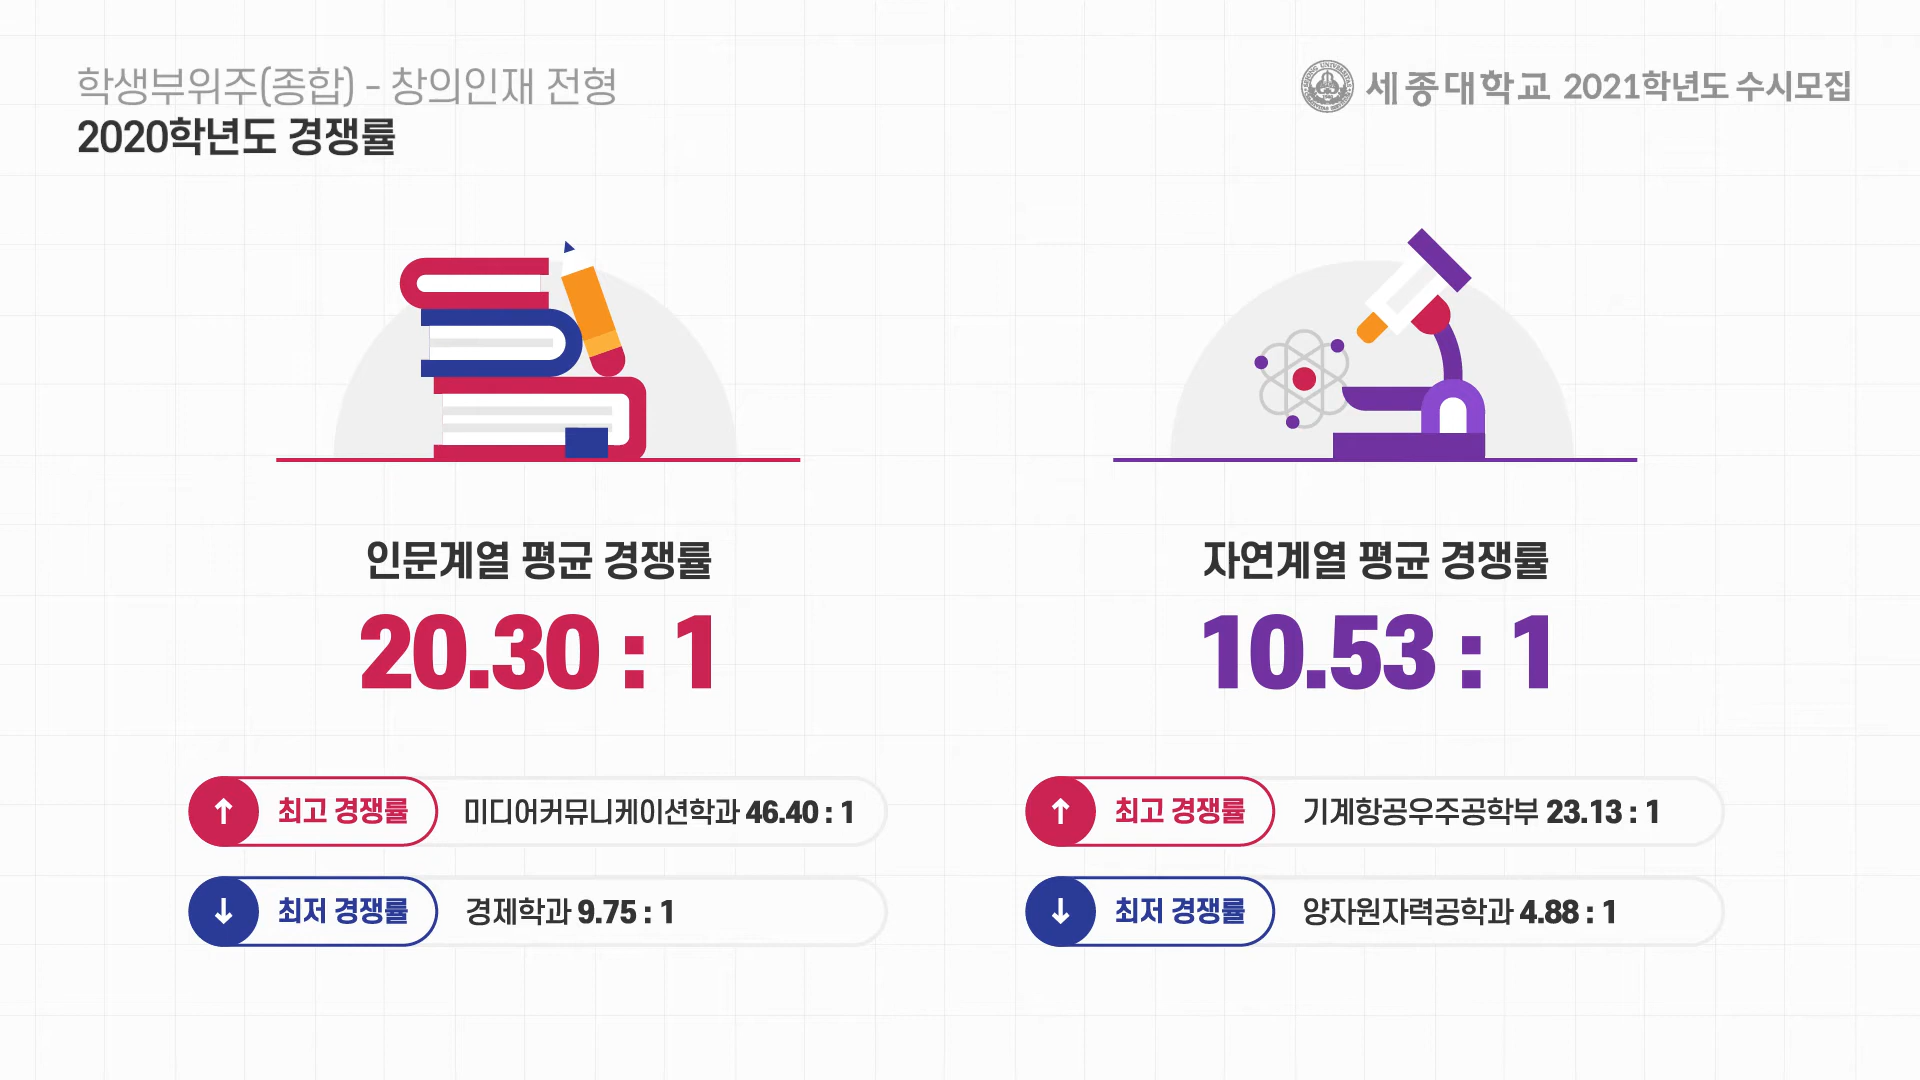 학생부위주(종합) - 창의인재 전형
2020학년도 경쟁률
세종대학교 2021학년도 수시모집
인문계열 평균 경쟁률
20.30 : 1
↑ 최고 경쟁률 미디어커뮤니케이션학과 46.40 : 1
↓ 최저 경쟁률 경제학과 9.75 : 1
자연계열 평균 경쟁률
10.53 : 1
↑ 최고 경쟁률 기계항공우주공학부 23.13 : 1
↓ 최저 경쟁률 양자원자력공학과 4.88 : 1